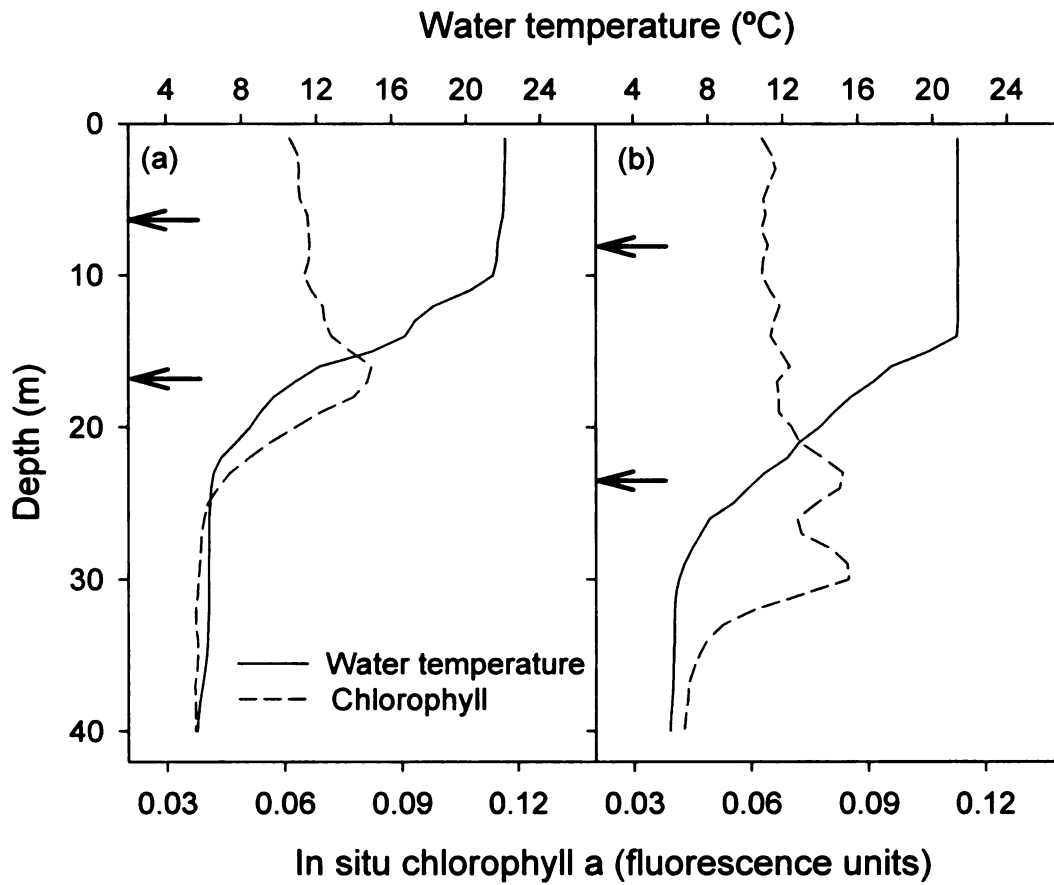 Water temperature (ºC)
4 8 12 16 20 24 4 8 12 16 20 24
0
(a) (b)
10
20
30
40
Depth (m)
Water temperature
Chlorophyll
0.03 0.06 0.09 0.12 0.03 0.06 0.09 0.12
In situ chlorophyll a (fluorescence units)